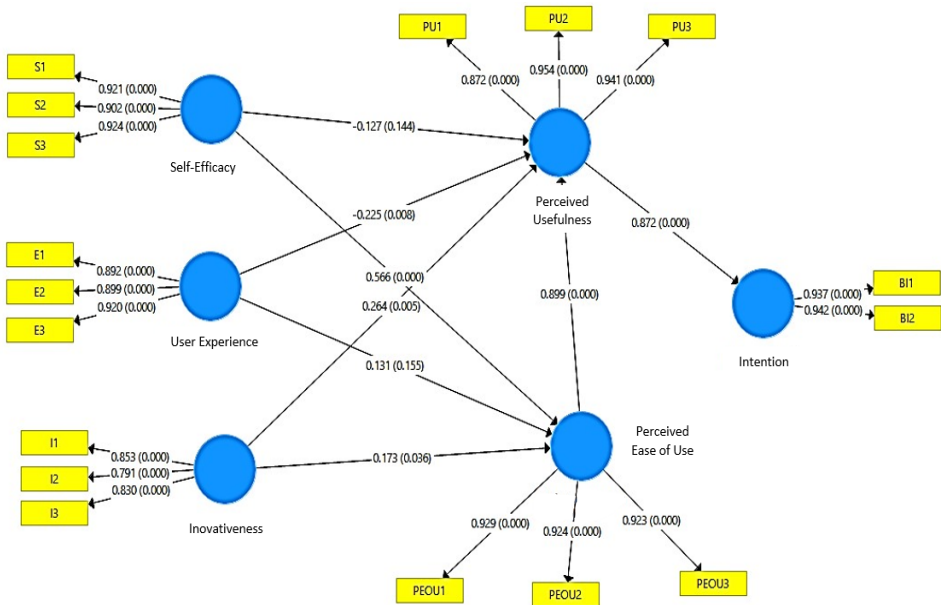 PU1
PU2
PU3
S1
S2
S3
0.921 (0.000)
0.902 (0.000)
0.924 (0.000)
0.872 (0.000)
0.954 (0.000)
0.941 (0.000)
-0.127 (0.144)
Self-Efficacy
Perceived
Usefulness
-0.225 (0.008)
0.872 (0.000)
E1
E2
E3
0.892 (0.000)
0.899 (0.000)
0.920 (0.000)
0.566 (0.000)
0.264 (0.005)
0.899 (0.000)
BI1
BI2
0.937 (0.000)
0.942 (0.000)
User Experience
Intention
0.131 (0.155)
I1
I2
I3
0.853 (0.000)
0.791 (0.000)
0.830 (0.000)
0.173 (0.036)
Perceived
Ease of Use
Inovativeness
0.929 (0.000)
0.924 (0.000)
0.923 (0.000)
PEOU1
PEOU2
PEOU3